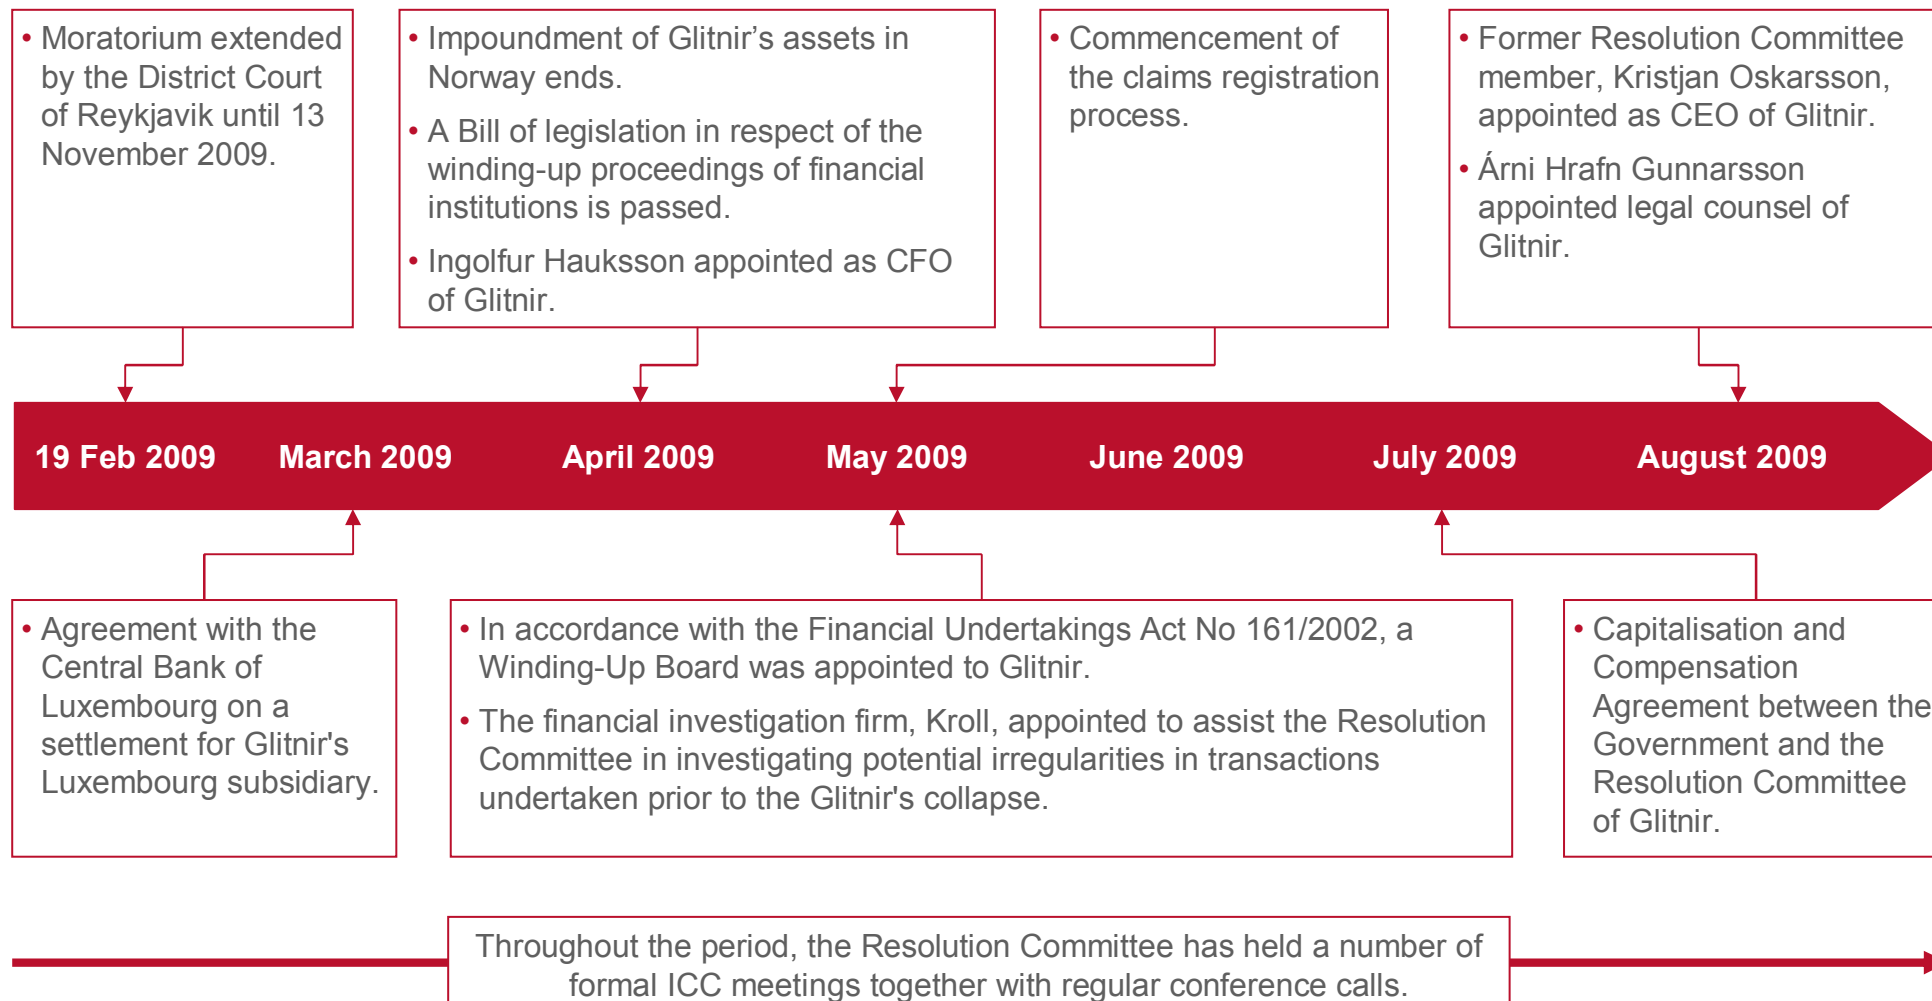 • Moratorium extended
by the District Court
of Reykjavik until 13
November 2009.
• Impoundment of Glitnir’s assets in
Norway ends.
• A Bill of legislation in respect of the
winding-up proceedings of financial
institutions is passed.
• Ingolfur Hauksson appointed as CFO
of Glitnir.
• Commencement of
the claims registration
process.
• Former Resolution Committee
member, Kristjan Oskarsson,
appointed as CEO of Glitnir.
• Árni Hrafn Gunnarsson
appointed legal counsel of
Glitnir.
19 Feb 2009 March 2009 April 2009 May 2009 June 2009 July 2009 August 2009
• Agreement with the
Central Bank of
Luxembourg on a
settlement for Glitnir's
Luxembourg subsidiary.
• In accordance with the Financial Undertakings Act No 161/2002, a
Winding-Up Board was appointed to Glitnir.
• The financial investigation firm, Kroll, appointed to assist the Resolution
Committee in investigating potential irregularities in transactions
undertaken prior to the Glitnir's collapse.
• Capitalisation and
Compensation
Agreement between the
Government and the
Resolution Committee
of Glitnir.
Throughout the period, the Resolution Committee has held a number of
formal ICC meetings together with regular conference calls.